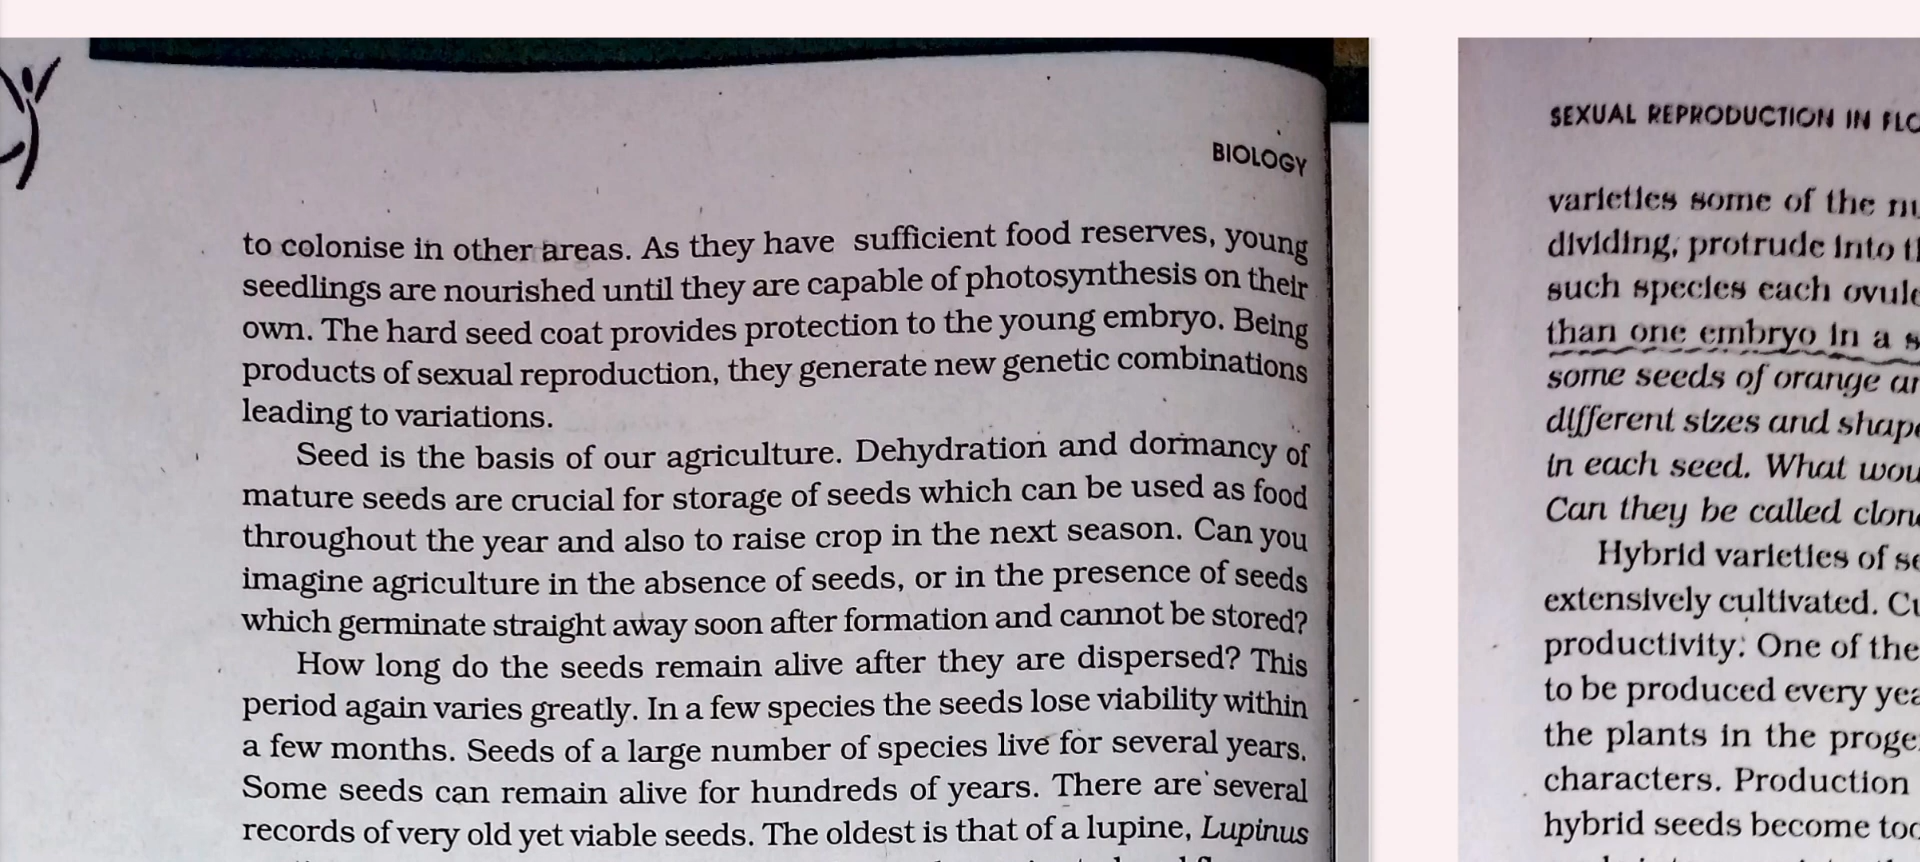 BIOLOGY
to colonise in other areas. As they have sufficient food reserves, young
seedlings are nourished until they are capable of photosynthesis on their
own. The hard seed coat provides protection to the young embryo. Being
products of sexual reproduction, they generate new genetic combinations
leading to variations.
Seed is the basis of our agriculture. Dehydration and dormancy of
mature seeds are crucial for storage of seeds which can be used as food
throughout the year and also to raise crop in the next season. Can you
imagine agriculture in the absence of seeds, or in the presence of seeds
which germinate straight away soon after formation and cannot be stored?
How long do the seeds remain alive after they are dispersed? This
period again varies greatly. In a few species the seeds lose viability within
a few months. Seeds of a large number of species live for several years.
Some seeds can remain alive for hundreds of years. There are several
records of very old yet viable seeds. The oldest is that of a lupine, Lupinus
SEXUAL REPRODUCTION IN
varieties some of the
dividing, protrude into
such species each
than one embryo in a
some seeds of orange
different sizes and
in each seed. What
Can they be called
Hybrid varieties of
extensively cultivated.
productivity. One of the
to be produced every
the plants in the
characters. Production
hybrid seeds become